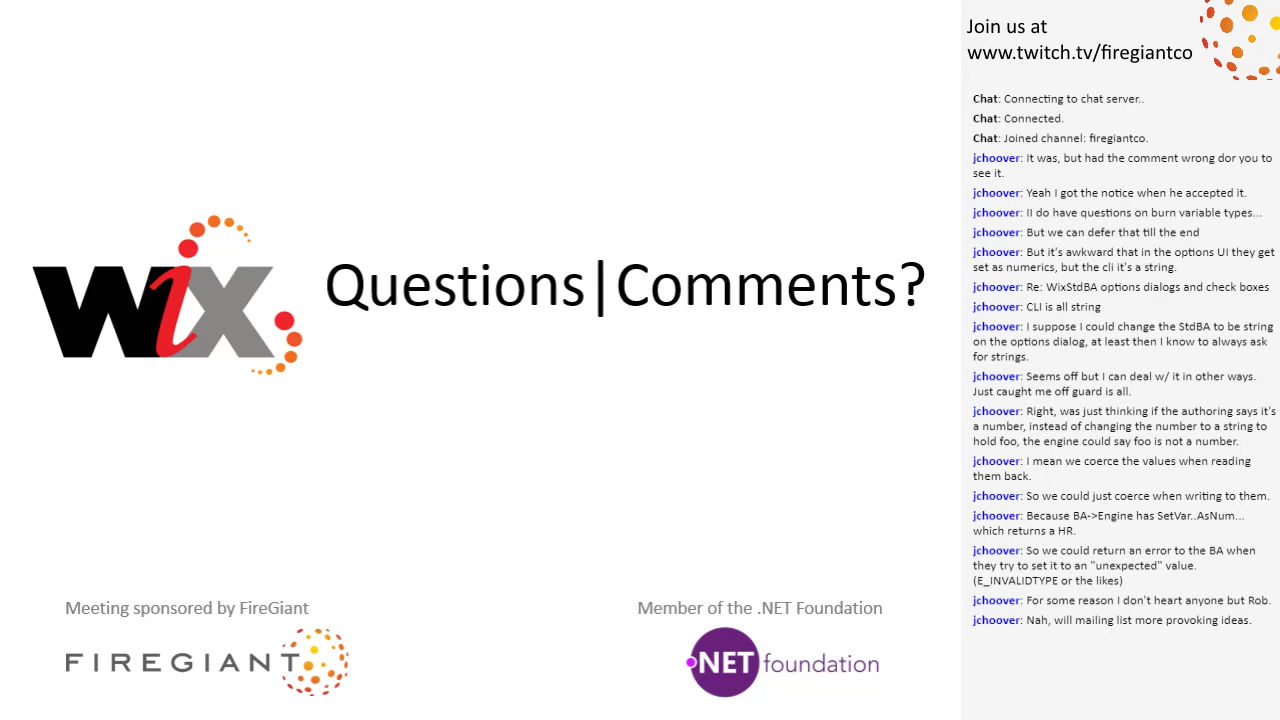 WiX
Questions|Comments?
Meeting sponsored by FireGiant
FIREGIANT
Member of the .NET Foundation
.NET foundation
Join us at
www.twitch.tv/firegiantco
Chat: Connecting to chat server..
Chat: Connected.
Chat: Joined channel: firegiantco.
jchoover: It was, but had the comment wrong dor you to
see it.
jchoover: Yeah I got the notice when he accepted it.
jchoover: II do have questions on burn variable types...
jchoover: But we can defer that till the end
jchoover: But it's awkward that in the options UI they get
set as numerics, but the cli it's a string.
jchoover: Re: WixStdBA options dialogs and check boxes
jchoover: CLI is all string
jchoover: I suppose I could change the StdBA to be string
on the options dialog, at least then I know to always ask
for strings.
jchoover: Seems off but I can deal w/ it in other ways.
Just caught me off guard is all.
jchoover: Right, was just thinking if the authoring says it's
a number, instead of changing the number to a string to
hold foo, the engine could say foo is not a number.
jchoover: I mean we coerce the values when reading
them back.
jchoover: So we could just coerce when writing to them.
jchoover: Because BA->Engine has SetVar..AsNum...
which returns a HR.
jchoover: So we could return an error to the BA when
they try to set it to an "unexpected" value.
(E_INVALIDTYPE or the likes)
jchoover: For some reason I don't heart anyone but Rob.
jchoover: Nah, will mailing list more provoking ideas.